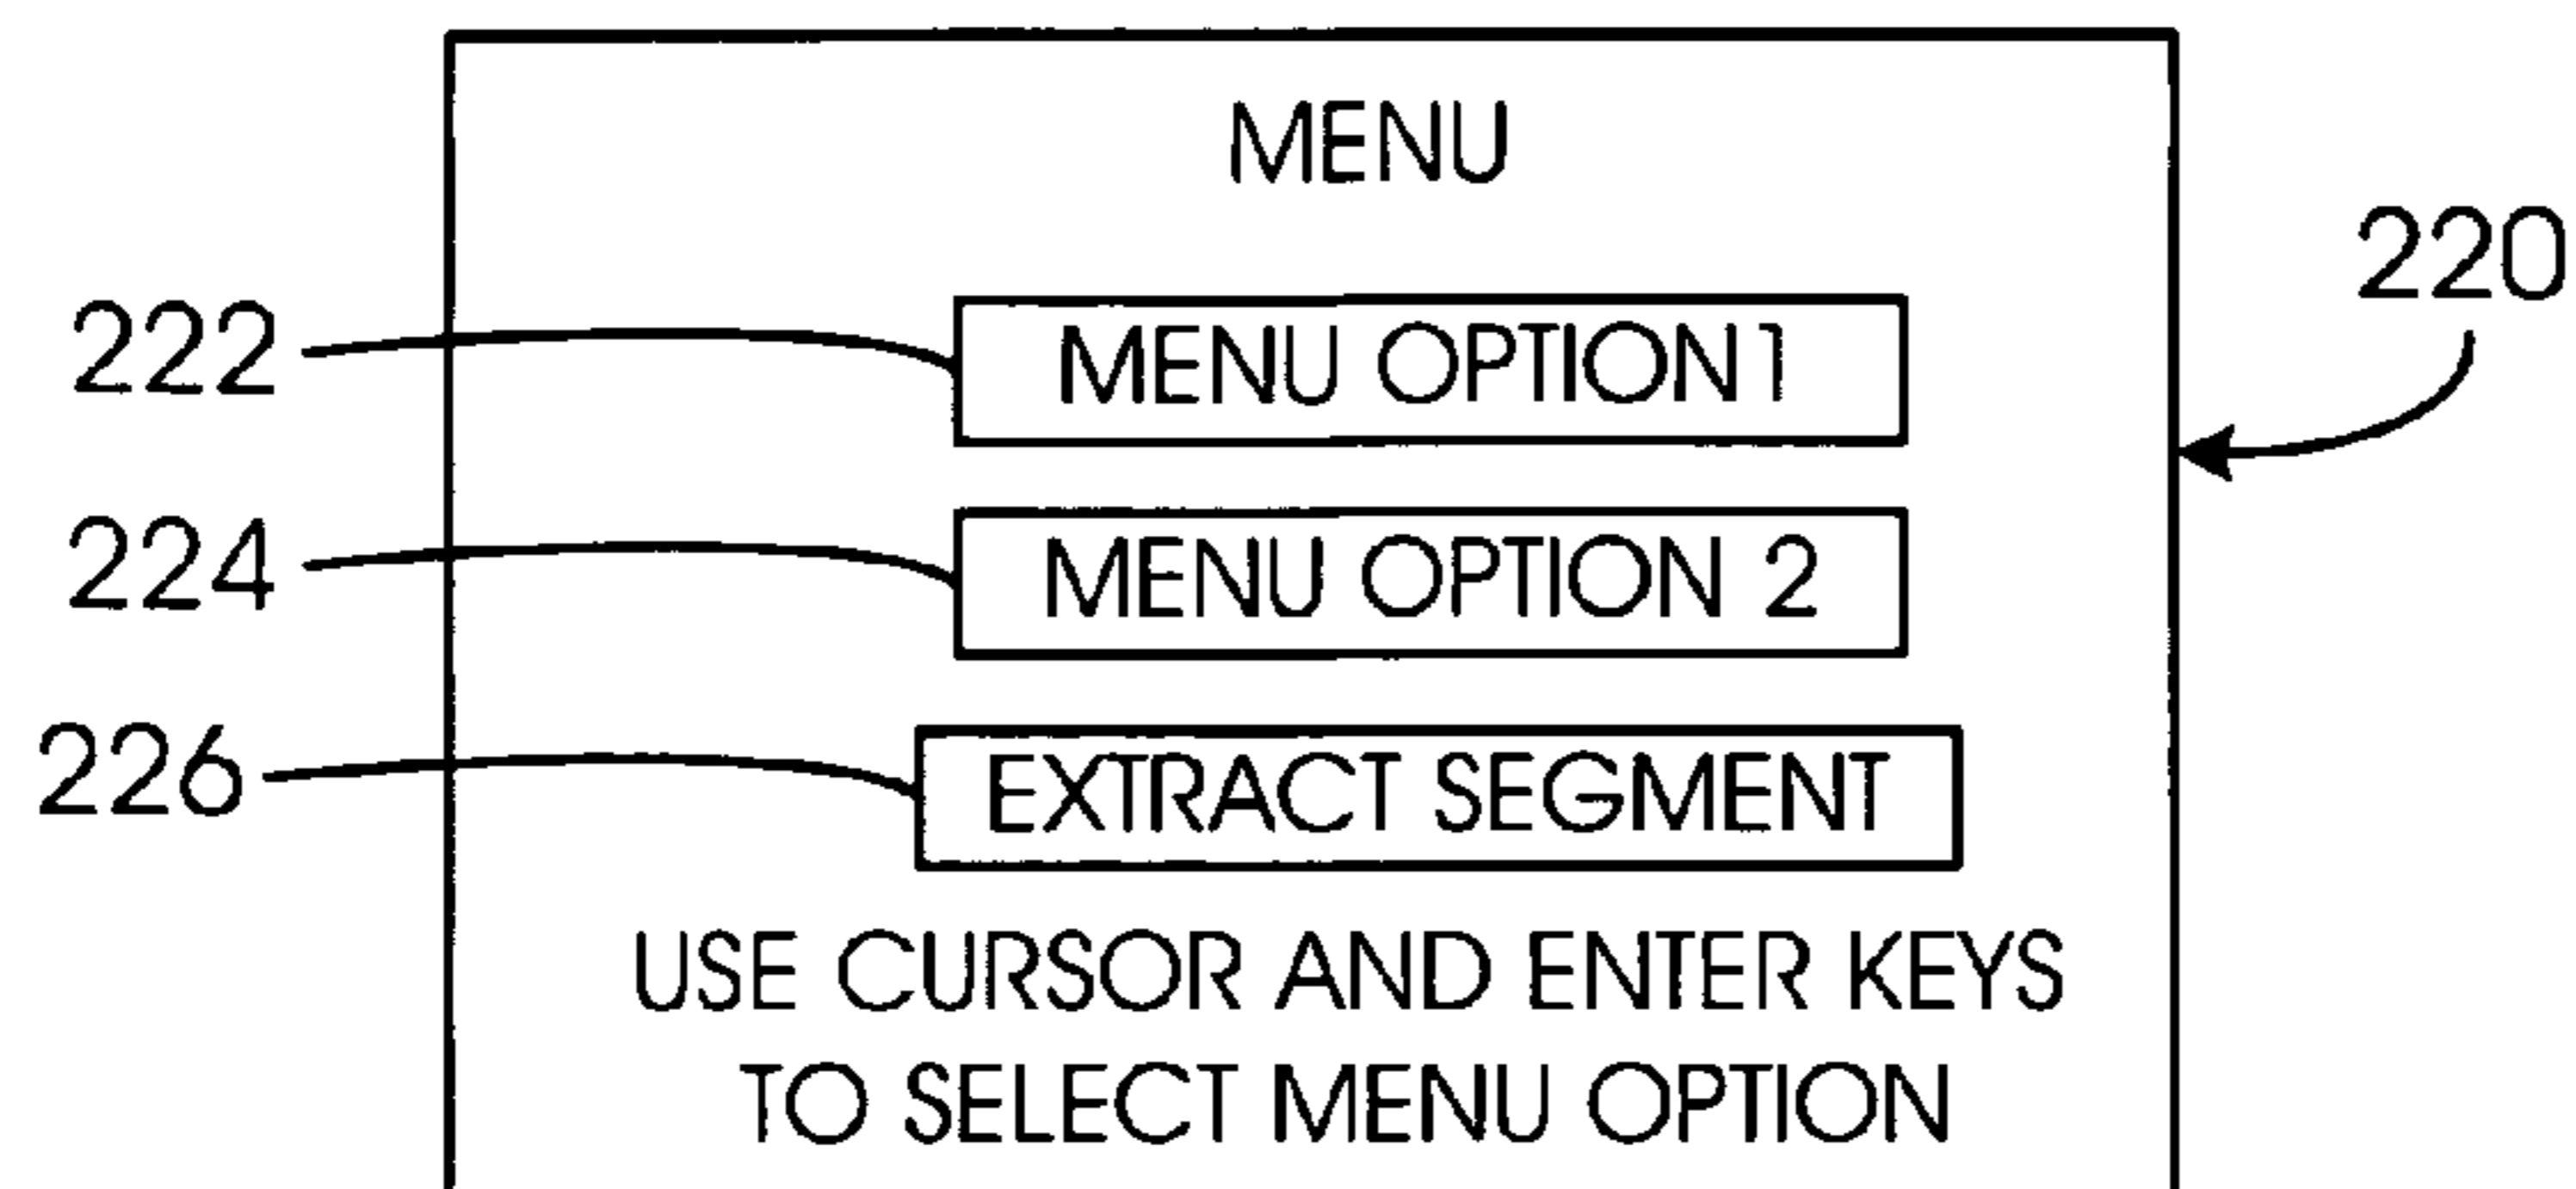 MENU
220
222
MENU OPTION 1
224
MENU OPTION 2
226
EXTRACT SEGMENT
USE CURSOR AND ENTER KEYS
TO SELECT MENU OPTION